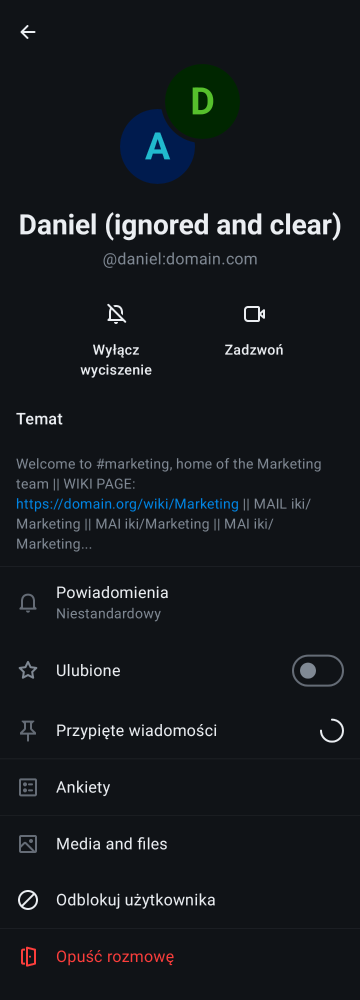 D
A
Daniel (ignored and clear)
@daniel:domain.com
Wyłącz
wyciszenie
Zadzwoń
Temat
Welcome to #marketing, home of the Marketing
team || WIKI PAGE:
https://domain.org/wiki/Marketing || MAIL iki/
Marketing || MAI iki/Marketing || MAI iki/
Marketing...
Powiadomienia
Niestandardowy
Ulubione
Przypięte wiadomości
Ankiety
Media and files
Odblokuj użytkownika
Opuść rozmowę